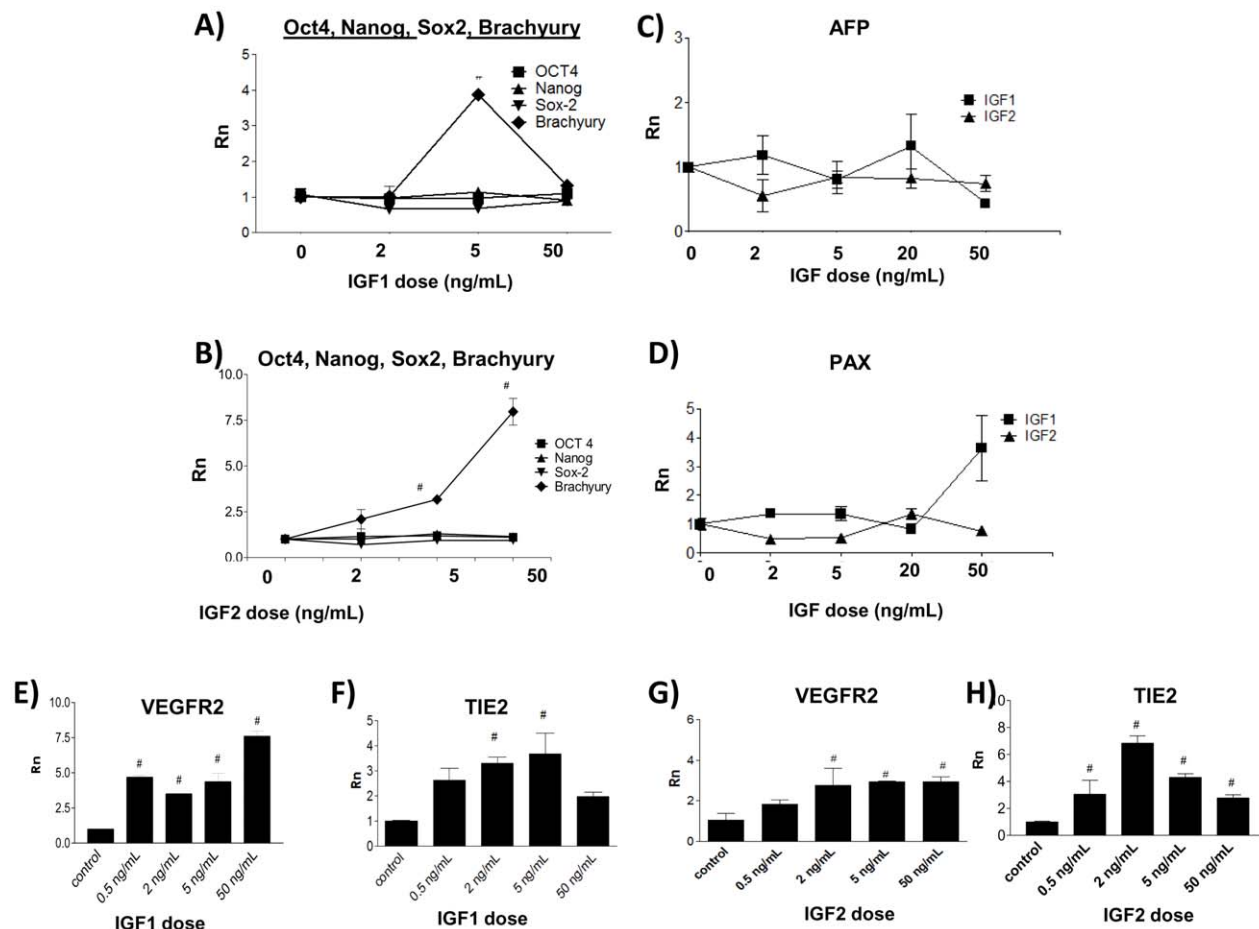 A)
Oct4, Nanog, Sox2, Brachyury
5
4
3
2
1
0
Rn
OCT4
Nanog
Sox-2
Brachyury
0 2 5 50
IGF1 dose (ng/mL)
C)
AFP
3
2
1
0
Rn
IGF1
IGF2
0 2 5 20 50
IGF dose (ng/mL)
B)
Oct4, Nanog, Sox2, Brachyury
10.0
7.5
5.0
2.5
0.0
Rn
#
#
OCT 4
Nanog
Sox-2
Brachyury
0 2 5 50
IGF2 dose (ng/mL)
D)
PAX
5
4
3
2
1
0
Rn
IGF1
IGF2
0 2 5 20 50
IGF dose (ng/mL)
E)
VEGFR2
10.0
7.5
5.0
2.5
0.0
Rn
# # # #
control 0.5 ng/mL 2 ng/mL 5 ng/mL 50 ng/mL
IGF1 dose
F)
TIE2
5
4
3
2
1
0
Rn
# #
control 0.5 ng/mL 2 ng/mL 5 ng/mL 50 ng/mL
IGF1 dose
G)
VEGFR2
6
4
2
0
Rn
# # #
control 0.5 ng/mL 2 ng/mL 5 ng/mL 50 ng/mL
IGF2 dose
H)
TIE2
8
6
4
2
0
Rn
# # # #
control 0.5 ng/mL 2 ng/mL 5 ng/mL 50 ng/mL
IGF2 dose